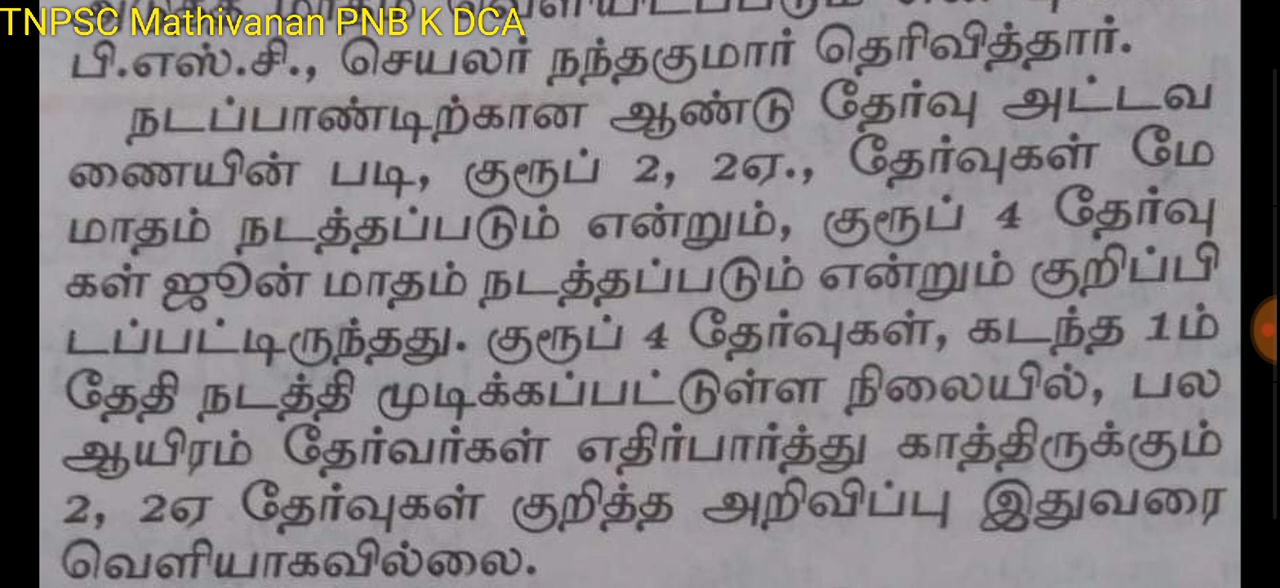 TNPSC Mathivanan PNB K DCA
பி.எஸ்.சி., செயலர் நந்தகுமார் தெரிவித்தார்.
நடப்பாண்டிற்கான ஆண்டு தேர்வு அட்டவ
ணையின் படி, குரூப் 2, 2ஏ., தேர்வுகள் மே
மாதம் நடத்தப்படும் என்றும், குரூப் 4 தேர்வு
கள் ஜூன் மாதம் நடத்தப்படும் என்றும் குறிப்பி
டப்பட்டிருந்தது. குரூப் 4 தேர்வுகள், கடந்த 1ம்
தேதி நடத்தி முடிக்கப்பட்டுள்ள நிலையில், பல
ஆயிரம் தேர்வர்கள் எதிர்பார்த்து காத்திருக்கும்
2, 2ஏ தேர்வுகள் குறித்த அறிவிப்பு இதுவரை
வெளியாகவில்லை.